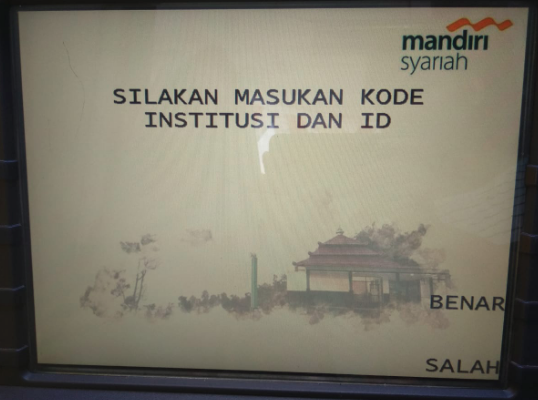 mandiri
syariah
SILAKAN MASUKAN KODE
INSTITUSI DAN ID
BENAR
SALAH